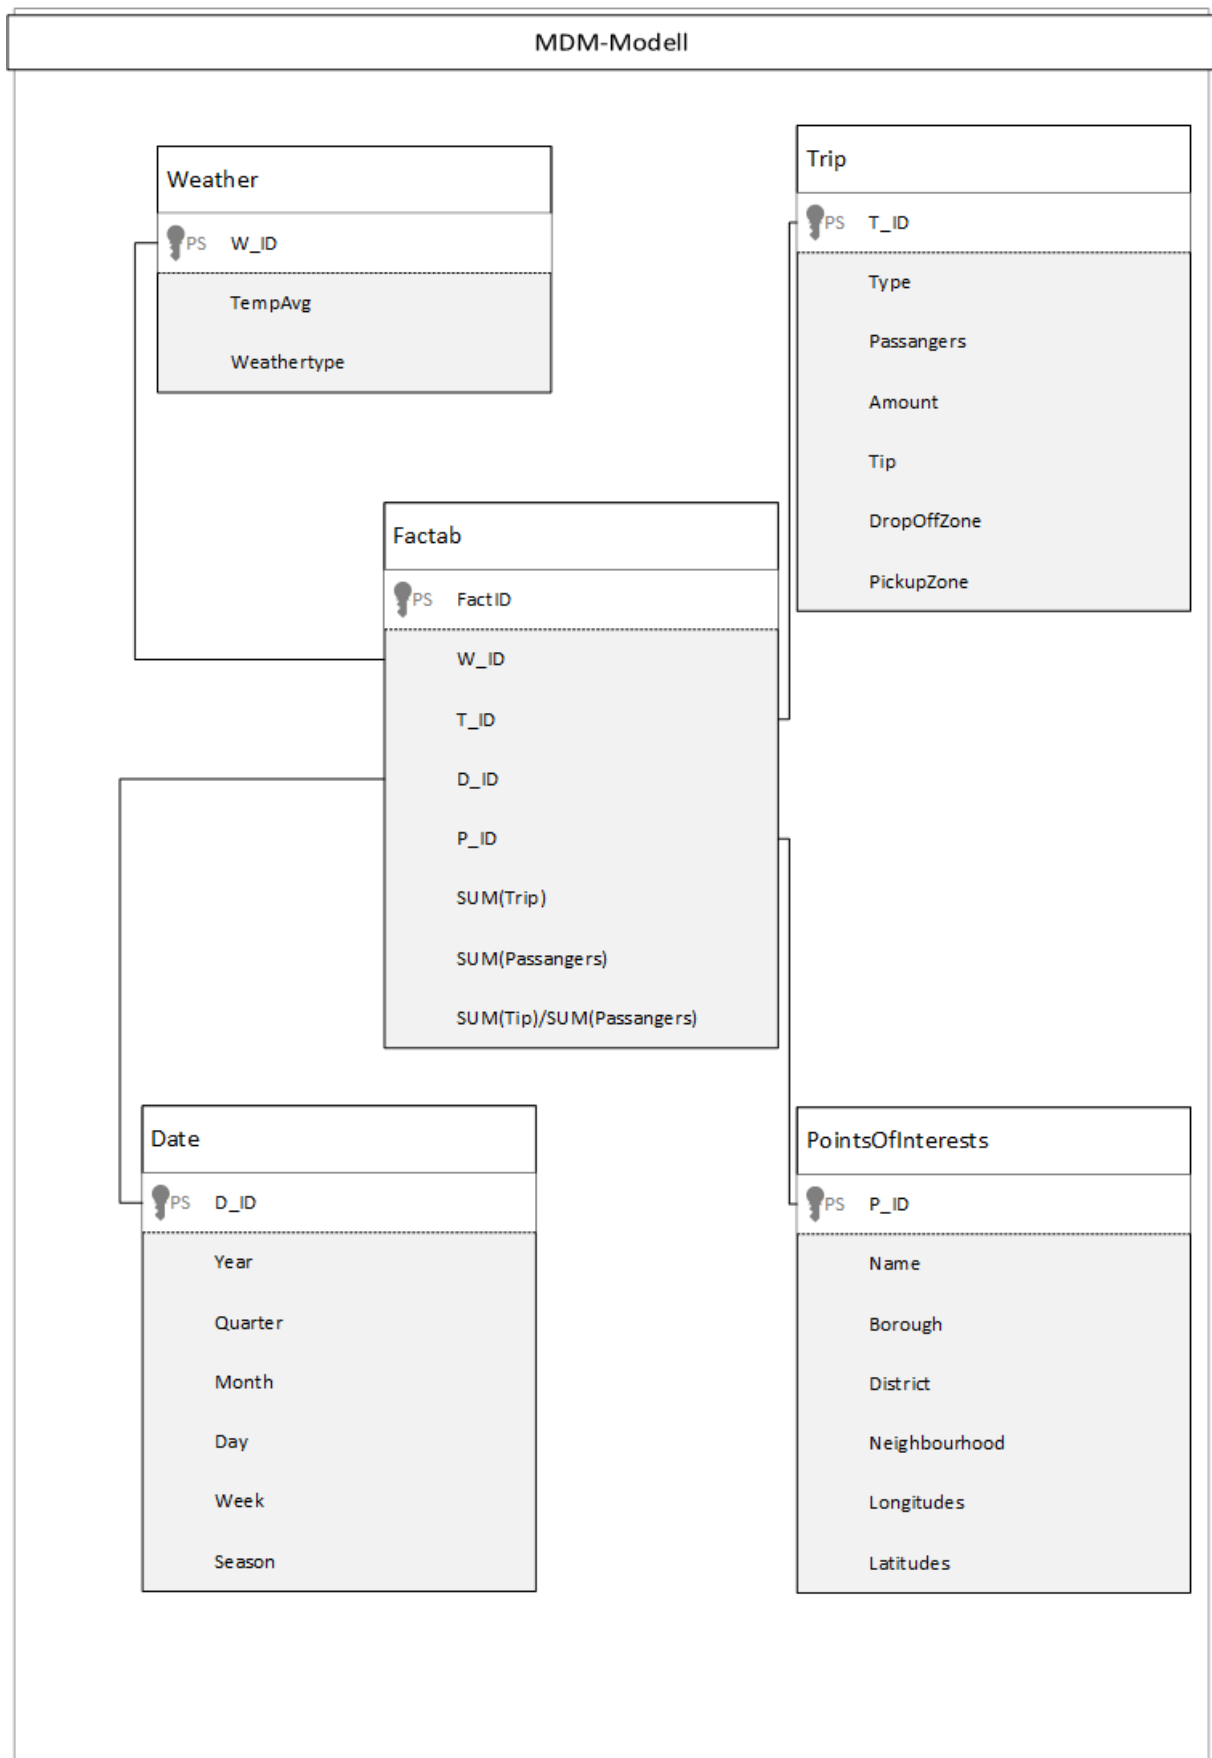 MDM-Modell
Weather
PS W_ID
TempAvg
Weathertype
Trip
PS T_ID
Type
Passangers
Amount
Tip
DropOffZone
PickupZone
Factab
PS FactID
W_ID
T_ID
D_ID
P_ID
SUM(Trip)
SUM(Passangers)
SUM(Tip)/SUM(Passangers)
Date
PS D_ID
Year
Quarter
Month
Day
Week
Season
PointsOfInterests
PS P_ID
Name
Borough
District
Neighbourhood
Longitudes
Latitudes